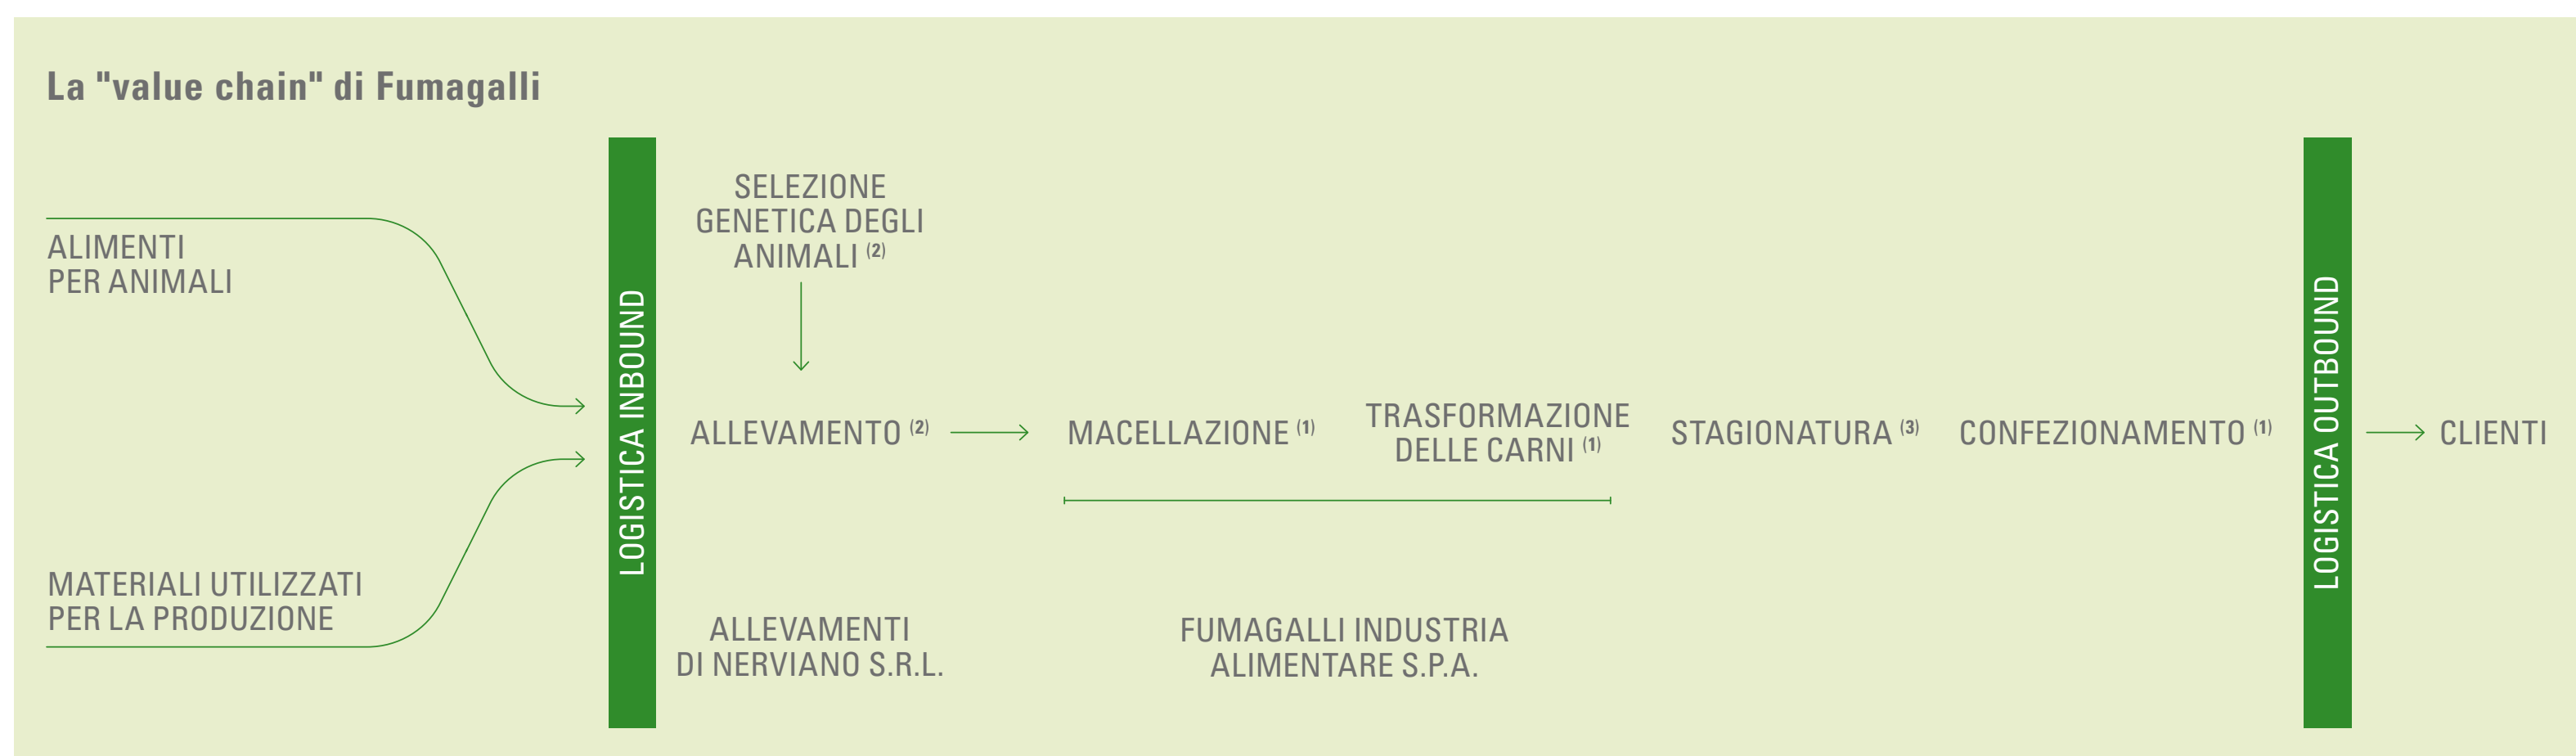 La "value chain" di Fumagalli
ALIMENTI
PER ANIMALI
MATERIALI UTILIZZATI
PER LA PRODUZIONE
LOGISTICA INBOUND
SELEZIONE
GENETICA DEGLI
ANIMALI (2)
ALLEVAMENTO (2)
ALLEVAMENTI
DI NERVIANO S.R.L.
MACELLAZIONE (1)
TRASFORMAZIONE
DELLE CARNI (1)
FUMAGALLI INDUSTRIA
ALIMENTARE S.P.A.
STAGIONATURA (3)
CONFEZIONAMENTO (1)
LOGISTICA OUTBOUND
CLIENTI